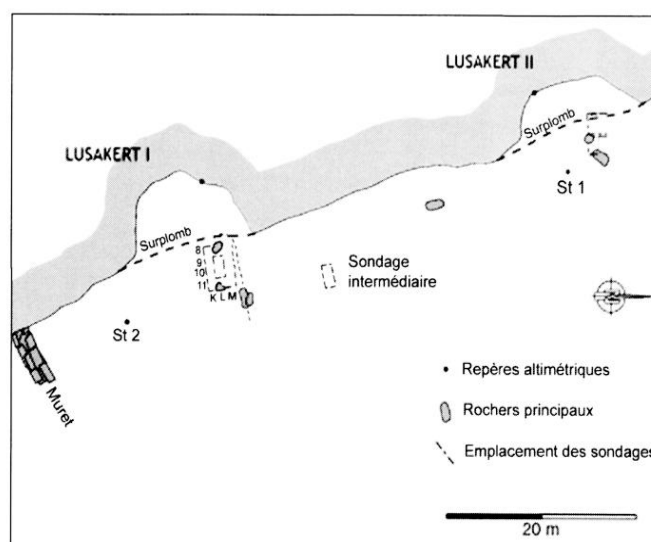 LUSAKERT II
Surplomb
LUSAKERT I
St 1
Surplomb
8
9
10
11
K L M
Sondage
intermédiaire
St 2
Muret
Repères altimétriques
Rochers principaux
Emplacement des sondages
20 m